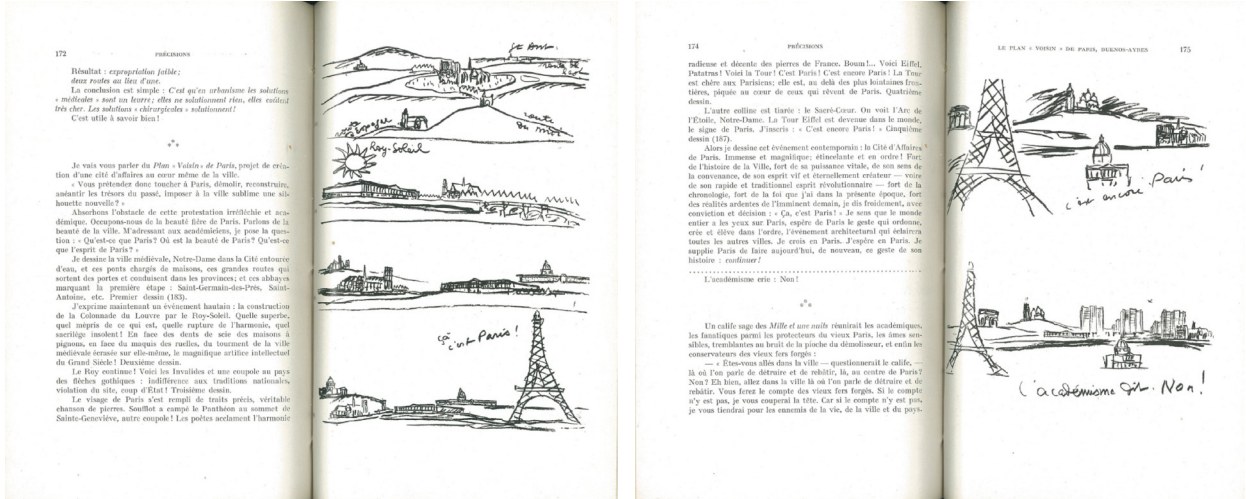 172
PRÉCISIONS
Résultat : expropriation faible;
deux routes au lieu d'une.
La conclusion est simple : C'est qu'en urbanisme les solutions
« médicales » sont un leurre; elles ne solutionnent rien, elles coûtent
très cher. Les solutions « chirurgicales » solutionnent!
C'est utile à savoir bien!
Je vais vous parler du Plan « Voisin » de Paris, projet de créa-
tion d'une cité d'affaires au cœur même de la ville.
« Vous prétendez donc toucher à Paris, démolir, reconstruire,
anéantir les trésors du passé, imposer à la ville sublime une sil-
houette nouvelle? »
Absorbons l'obstacle de cette protestation irréfléchie et aca-
démique. Occupons-nous de la beauté fière de Paris. Parlons de la
beauté de la ville. M'adressant aux académiciens, je pose la ques-
tion : « Qu'est-ce que Paris? Où est la beauté de Paris? Qu'est-ce
que l'esprit de Paris? »
Je dessine la ville médiévale, Notre-Dame dans la Cité entourée
d'eau, et ces ponts chargés de maisons, ces grandes routes qui
sortent des portes et conduisent dans les provinces; et ces abbayes
marquant la première étape : Saint-Germain-des-Prés, Saint-
Antoine, etc. Premier dessin (183).
J'exprime maintenant un événement hautain : la construction
de la Colonnade du Louvre par le Roy-Soleil. Quelle superbe,
quel mépris de ce qui est, quelle rupture de l'harmonie, quel
sacrilège insolent! En face des dents de scie des maisons à
pignons, en face du maquis des ruelles, du tourment de la ville
médiévale écrasée sur elle-même, le magnifique artifice intellectuel
du Grand Siècle! Deuxième dessin.
Le Roy continue! Voici les Invalides et une coupole au pays
des flèches gothiques : indifférence aux traditions nationales,
violation du site, coup d'État! Troisième dessin.
Le visage de Paris s'est rempli de traits précis, véritable
chanson de pierres. Soufflot a campé le Panthéon au sommet de
Sainte-Geneviève, autre coupole! Les poètes acclament l'harmonie
St Ant.
route du midi
Roy-Soleil
ça c'est Paris!
174
PRÉCISIONS
radieuse et décente des pierres de France. Boum!... Voici Eiffel,
Patatras! Voici la Tour! C'est Paris! C'est encore Paris! La Tour
est chère aux Parisiens; elle est, au delà des plus lointaines fron-
tières, piquée au cœur de ceux qui rêvent de Paris. Quatrième
dessin.
L'autre colline est tiarée : le Sacré-Cœur. On voit l'Arc de
l'Étoile, Notre-Dame. La Tour Eiffel est devenue dans le monde,
le signe de Paris. J'inscris : « C'est encore Paris! » Cinquième
dessin (187).
Alors je dessine cet événement contemporain : la Cité d'Affaires
de Paris. Immense et magnifique; étincelante et en ordre! Fort
de l'histoire de la Ville, fort de sa puissance vitale, de son sens de
la convenance, de son esprit vif et éternellement créateur — voire
de son rapide et traditionnel esprit révolutionnaire — fort de la
chronologie, fort de la foi que j'ai dans la présente époque, fort
des réalités ardentes de l'imminent demain, je dis froidement, avec
conviction et décision : « Ça, c'est Paris! » Je sens que le monde
entier a les yeux sur Paris, espère de Paris le geste qui ordonne,
crée et élève dans l'ordre, l'événement architectural qui éclairera
toutes les autres villes. Je crois en Paris. J'espère en Paris. Je
supplie Paris de faire aujourd'hui, de nouveau, ce geste de son
histoire : continuer!
L'académisme crie : Non!
Un calife sage des Mille et une nuits réunirait les académiques,
les fanatiques parmi les protecteurs du vieux Paris, les âmes sen-
sibles, tremblantes au bruit de la pioche du démolisseur, et enfin les
conservateurs des vieux fers forgés :
— « Êtes-vous allés dans la ville — questionnerait le calife, —
là où l'on parle de détruire et de rebâtir, là, au centre de Paris?
Non? Eh bien, allez dans la ville là où l'on parle de détruire et de
rebâtir. Vous ferez le compte des vieux fers forgés. Si le compte
n'y est pas, je vous couperai la tête. Car si le compte n'y est pas,
je vous tiendrai pour les ennemis de la vie, de la ville et du pays.
LE PLAN « VOISIN » DE PARIS, BUENOS-AYRES
175
c'est encore Paris!
l'académisme dit. Non!